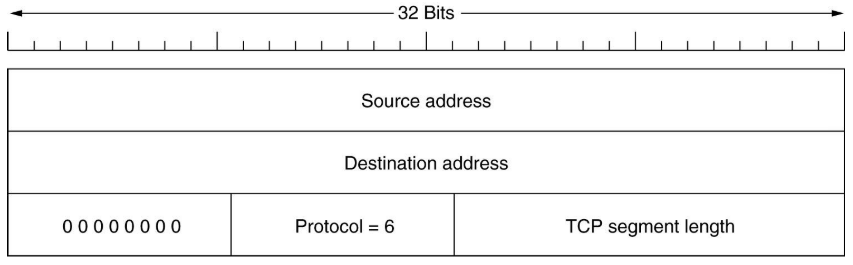 32 Bits
Source address
Destination address
0 0 0 0 0 0 0 0 Protocol = 6 TCP segment length